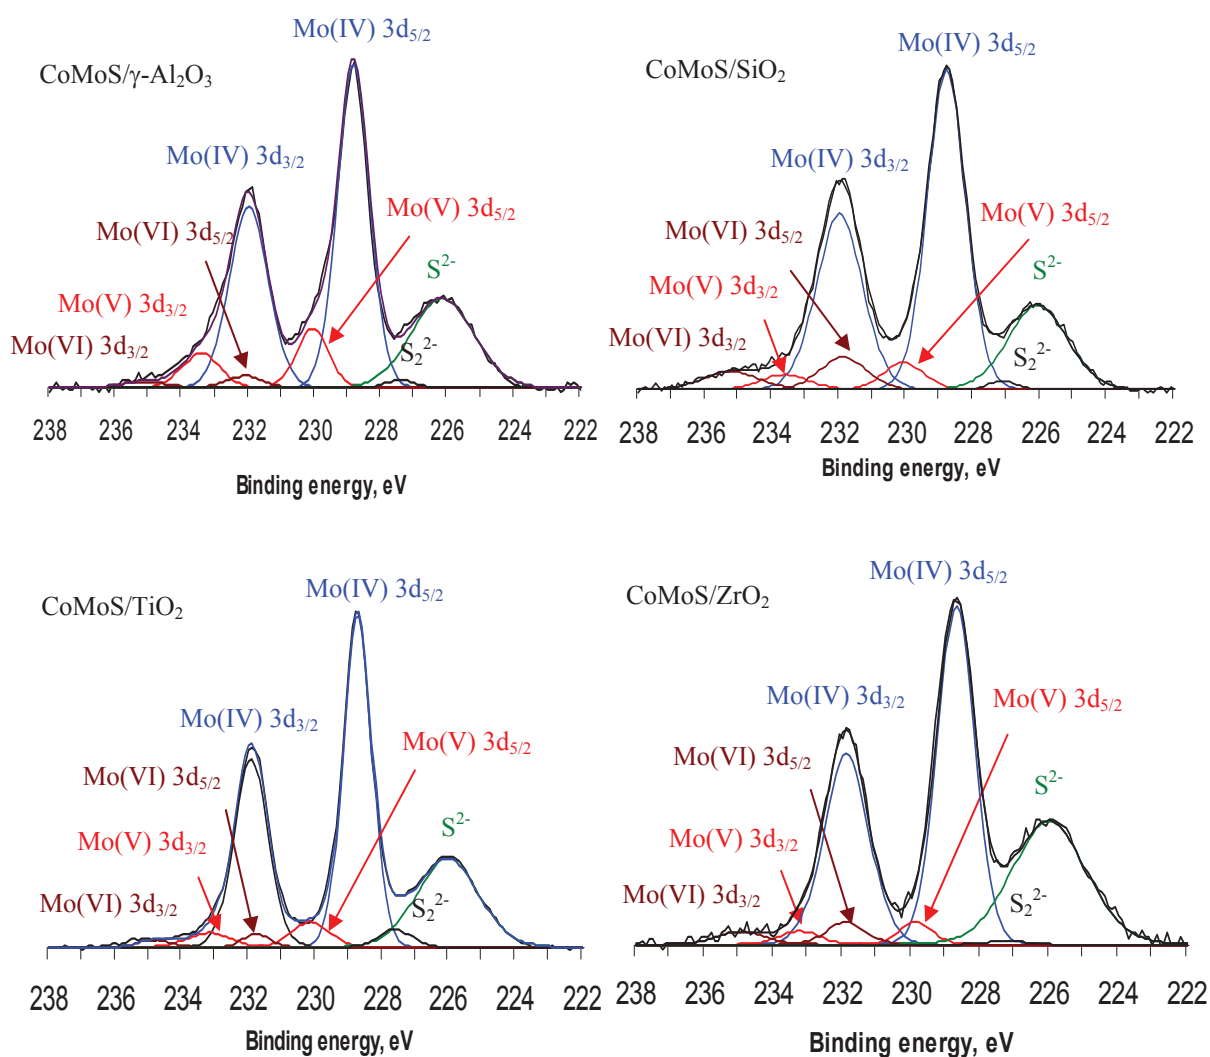 Mo(IV) 3d5/2
CoMoS/γ-Al2O3
Mo(IV) 3d3/2
Mo(V) 3d5/2
Mo(VI) 3d5/2
S2-
Mo(V) 3d3/2
Mo(VI) 3d3/2
S22-
238 236 234 232 230 228 226 224 222
Binding energy, eV
Mo(IV) 3d5/2
CoMoS/SiO2
Mo(IV) 3d3/2
Mo(V) 3d5/2
Mo(VI) 3d5/2
S2-
Mo(V) 3d3/2
Mo(VI) 3d3/2
S22-
238 236 234 232 230 228 226 224 222
Binding energy, eV
Mo(IV) 3d5/2
CoMoS/TiO2
Mo(IV) 3d3/2
Mo(V) 3d5/2
Mo(VI) 3d5/2
S2-
Mo(V) 3d3/2
Mo(VI) 3d3/2
S22-
238 236 234 232 230 228 226 224 222
Binding energy, eV
Mo(IV) 3d5/2
CoMoS/ZrO2
Mo(IV) 3d3/2
Mo(V) 3d5/2
Mo(VI) 3d5/2
S2-
Mo(V) 3d3/2
Mo(VI) 3d3/2
S22-
238 236 234 232 230 228 226 224 222
Binding energy, eV